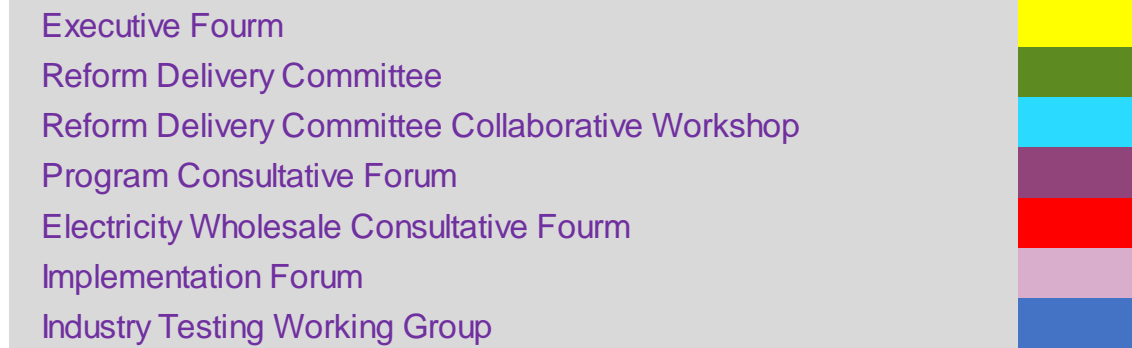 Executive Fourm
Reform Delivery Committee
Reform Delivery Committee Collaborative Workshop
Program Consultative Forum
Electricity Wholesale Consultative Fourm
Implementation Forum
Industry Testing Working Group